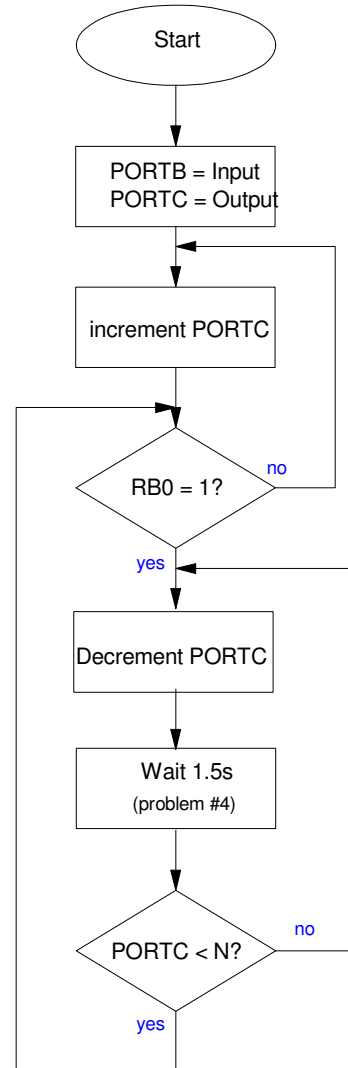 Start
PORTB = Input
PORTC = Output
increment PORTC
RB0 = 1?
no
yes
Decrement PORTC
Wait 1.5s
(problem #4)
PORTC < N?
no
yes